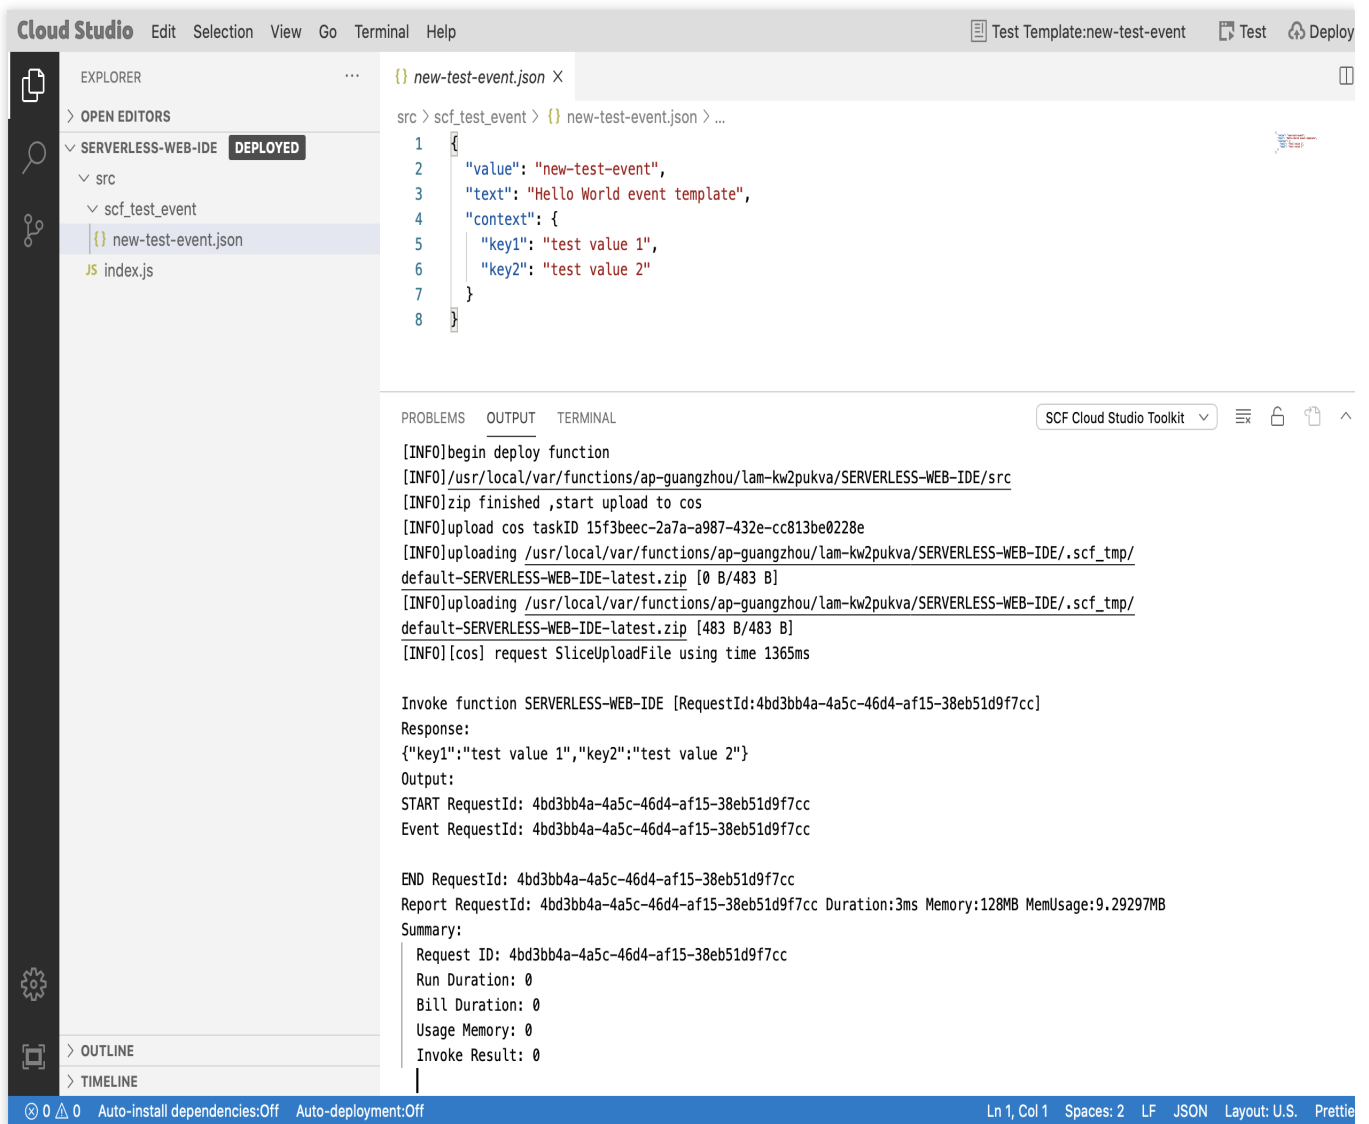 Cloud Studio Edit Selection View Go Terminal Help Test Template:new-test-event Test Deploy
EXPLORER ···
OPEN EDITORS
SERVERLESS-WEB-IDE DEPLOYED
src
scf_test_event
{} new-test-event.json
JS index.js
OUTLINE
TIMELINE
{} new-test-event.json ×
src > scf_test_event > {} new-test-event.json > ...
1 {
2 "value": "new-test-event",
3 "text": "Hello World event template",
4 "context": {
5 "key1": "test value 1",
6 "key2": "test value 2"
7 }
8 }
PROBLEMS OUTPUT TERMINAL SCF Cloud Studio Toolkit
[INFO]begin deploy function
[INFO]/usr/local/var/functions/ap-guangzhou/lam-kw2pukva/SERVERLESS-WEB-IDE/src
[INFO]zip finished ,start upload to cos
[INFO]upload cos taskID 15f3beec-2a7a-a987-432e-cc813be0228e
[INFO]uploading /usr/local/var/functions/ap-guangzhou/lam-kw2pukva/SERVERLESS-WEB-IDE/.scf_tmp/
default-SERVERLESS-WEB-IDE-latest.zip [0 B/483 B]
[INFO]uploading /usr/local/var/functions/ap-guangzhou/lam-kw2pukva/SERVERLESS-WEB-IDE/.scf_tmp/
default-SERVERLESS-WEB-IDE-latest.zip [483 B/483 B]
[INFO][cos] request SliceUploadFile using time 1365ms
Invoke function SERVERLESS-WEB-IDE [RequestId:4bd3bb4a-4a5c-46d4-af15-38eb51d9f7cc]
Response:
{"key1":"test value 1","key2":"test value 2"}
Output:
START RequestId: 4bd3bb4a-4a5c-46d4-af15-38eb51d9f7cc
Event RequestId: 4bd3bb4a-4a5c-46d4-af15-38eb51d9f7cc
END RequestId: 4bd3bb4a-4a5c-46d4-af15-38eb51d9f7cc
Report RequestId: 4bd3bb4a-4a5c-46d4-af15-38eb51d9f7cc Duration:3ms Memory:128MB MemUsage:9.29297MB
Summary:
Request ID: 4bd3bb4a-4a5c-46d4-af15-38eb51d9f7cc
Run Duration: 0
Bill Duration: 0
Usage Memory: 0
Invoke Result: 0
0 0 Auto-install dependencies:Off Auto-deployment:Off Ln 1, Col 1 Spaces: 2 LF JSON Layout: U.S. Prettie